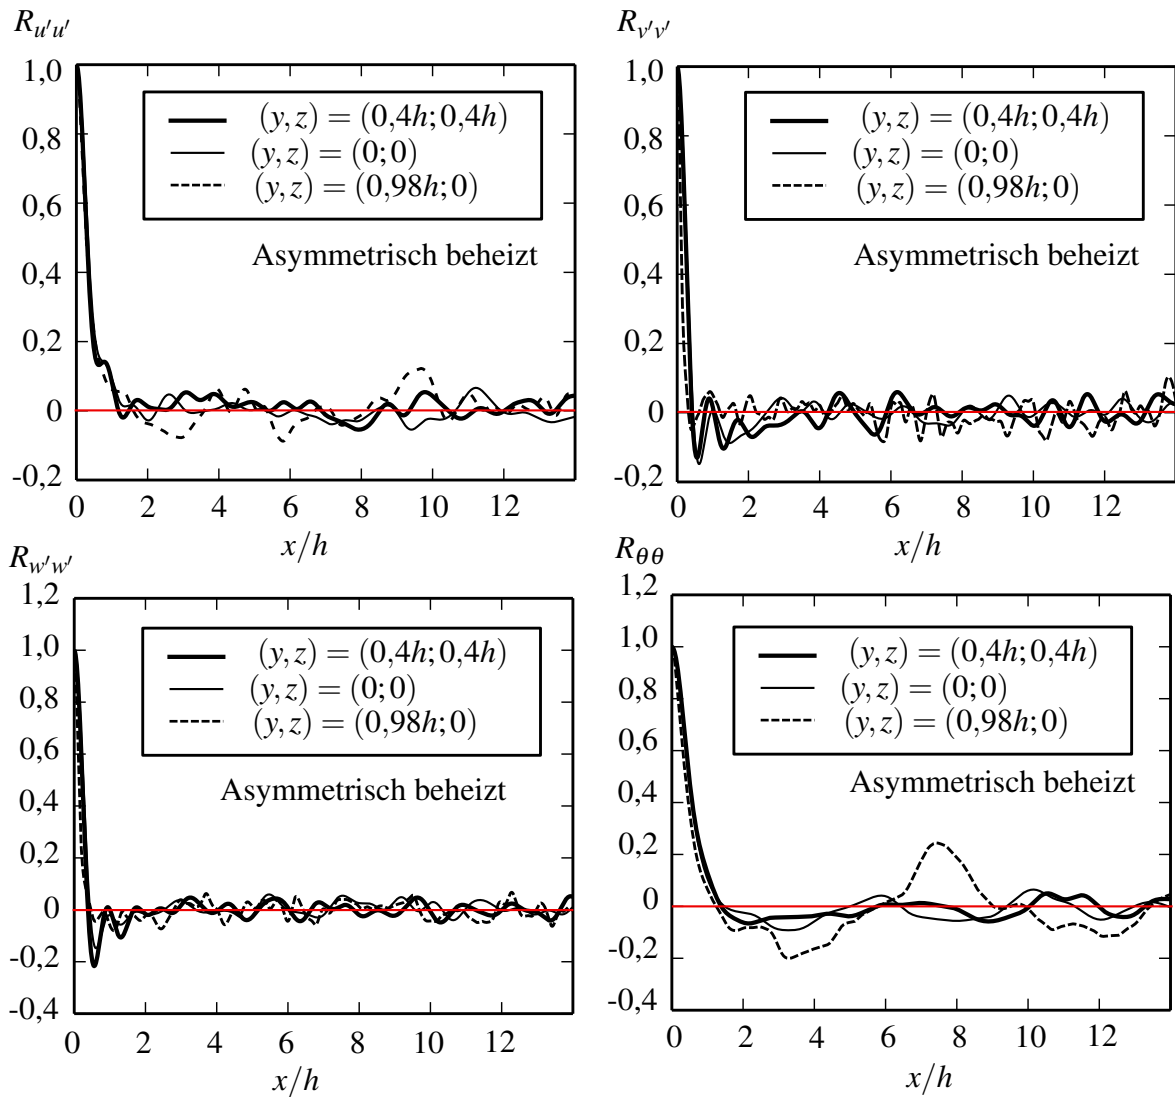 R_{u'u'}
1,0
0,8
0,6
0,4
0,2
0
-0,2
(y,z) = (0,4h;0,4h)
(y,z) = (0;0)
(y,z) = (0,98h;0)
Asymmetrisch beheizt
0 2 4 6 8 10 12
x/h
R_{v'v'}
1,0
0,8
0,6
0,4
0,2
0
-0,2
(y,z) = (0,4h;0,4h)
(y,z) = (0;0)
(y,z) = (0,98h;0)
Asymmetrisch beheizt
0 2 4 6 8 10 12
x/h
R_{w'w'}
1,2
1,0
0,8
0,6
0,4
0,2
0
-0,2
-0,4
(y,z) = (0,4h;0,4h)
(y,z) = (0;0)
(y,z) = (0,98h;0)
Asymmetrisch beheizt
0 2 4 6 8 10 12
x/h
R_{θθ}
1,2
1,0
0,8
0,6
0,4
0,2
0
-0,2
-0,4
(y,z) = (0,4h;0,4h)
(y,z) = (0;0)
(y,z) = (0,98h;0)
Asymmetrisch beheizt
0 2 4 6 8 10 12
x/h